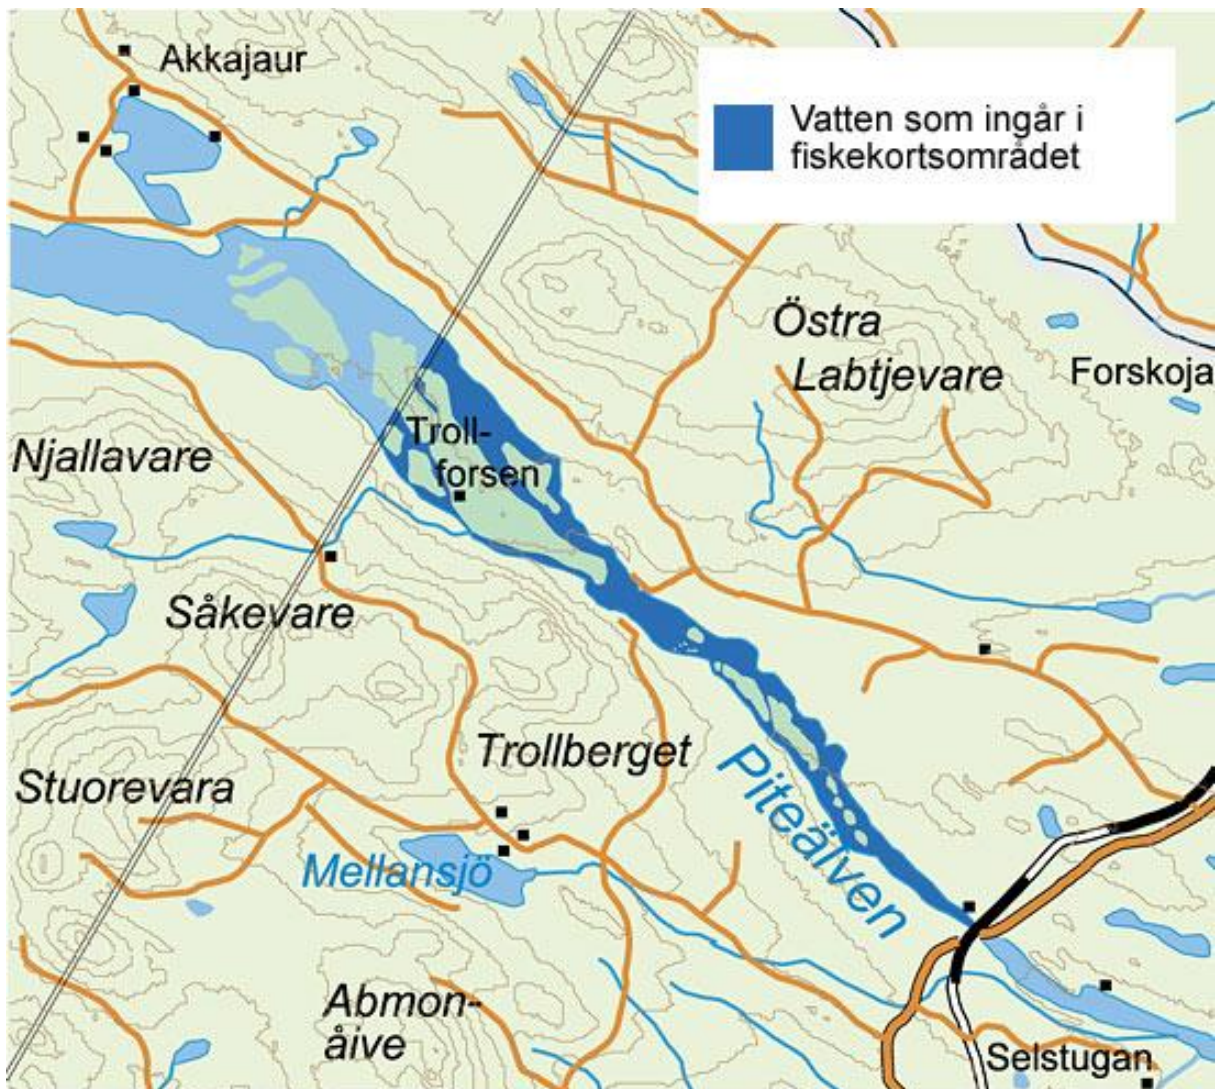 Akkajaur
Vatten som ingår i
fiskekortsområdet
Östra
Labtjevare
Forskoja
Troll-
forsen
Njallavare
Såkevare
Trollberget
Stuorevara
Piteälven
Mellansjö
Abmon-
åive
Selstugan